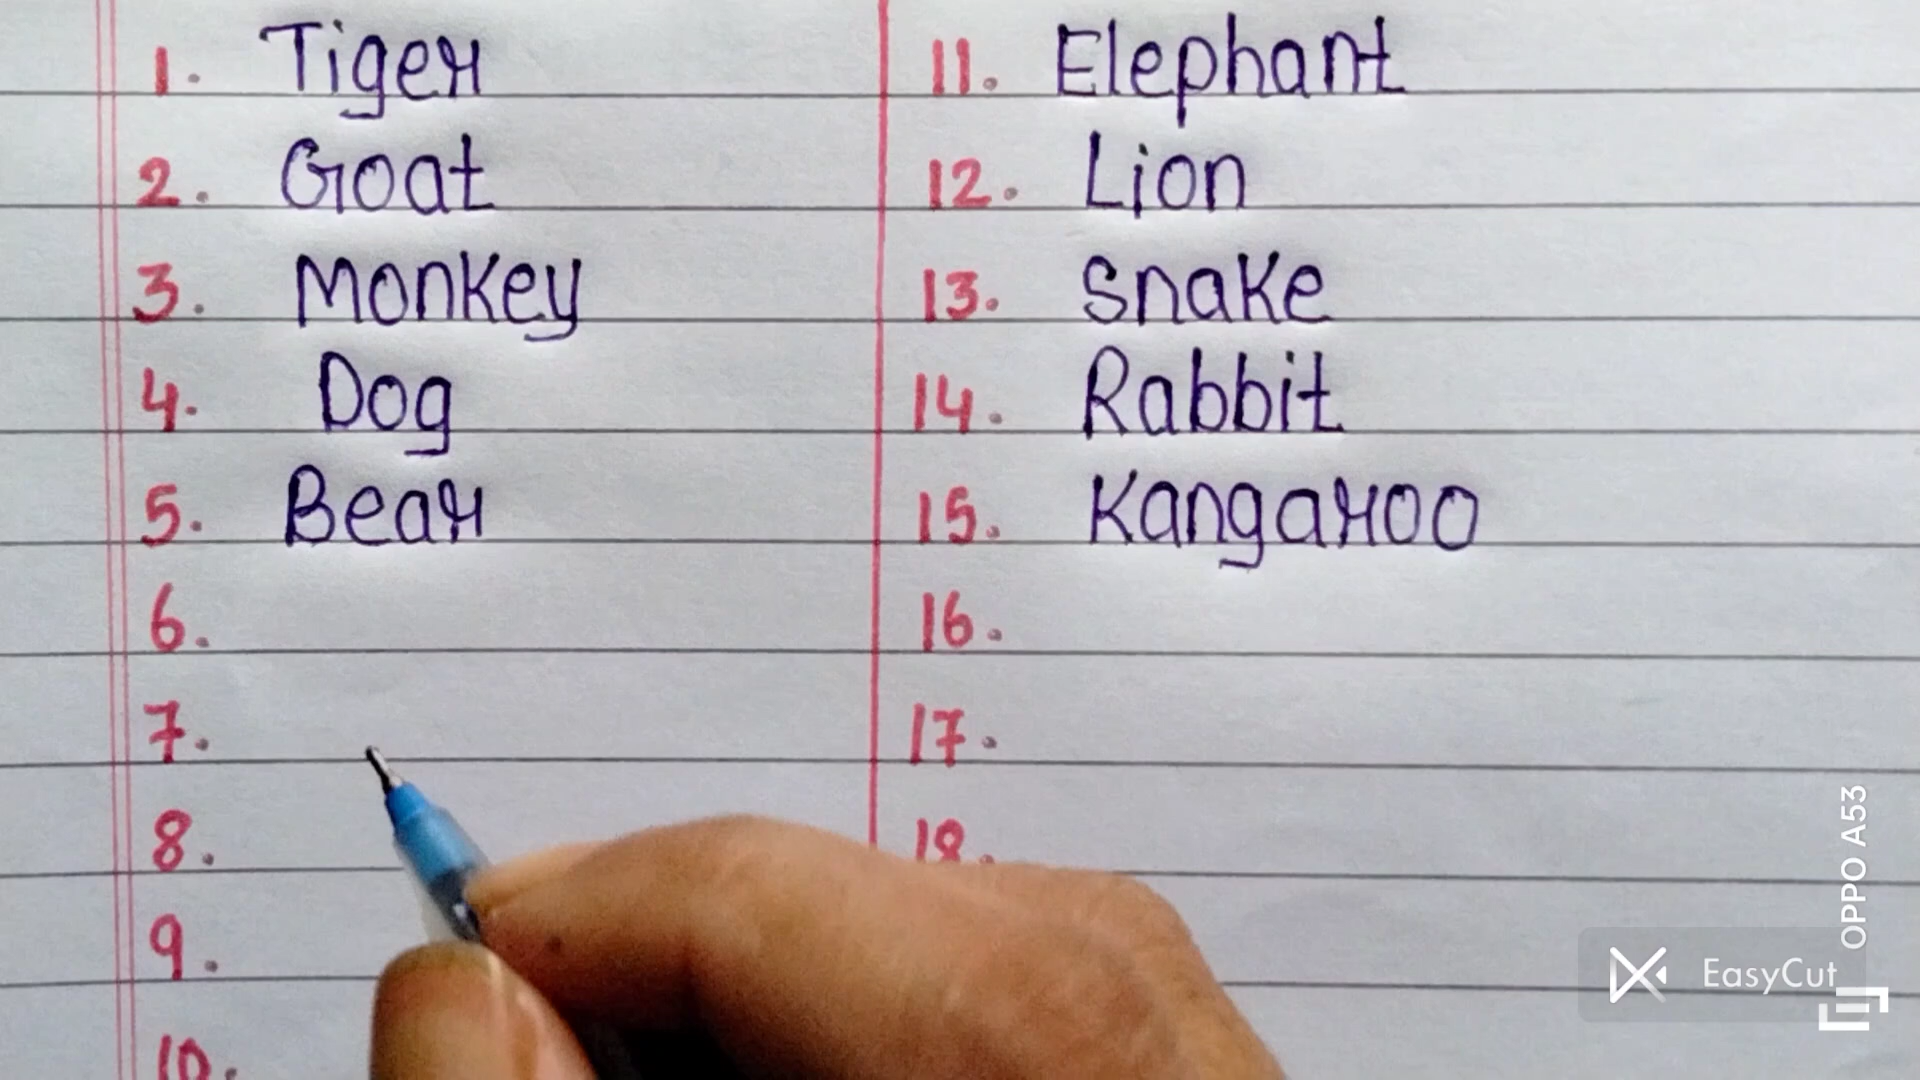 1. Tiger
2. Goat
3. Monkey
4. Dog
5. Bear
6.
7.
8.
9.
10.
11. Elephant
12. Lion
13. Snake
14. Rabbit
15. Kangaroo
16.
17.
18.
OPPO A53
EasyCut